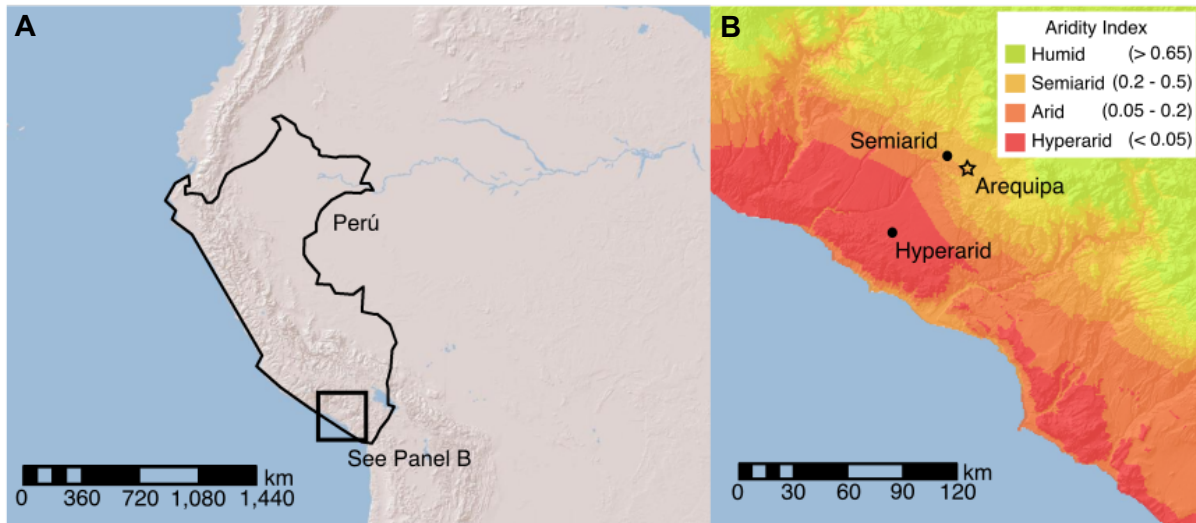 A
Perú
See Panel B
km
0 360 720 1,080 1,440
B
Aridity Index
Humid (> 0.65)
Semiarid (0.2 - 0.5)
Arid (0.05 - 0.2)
Hyperarid (< 0.05)
Semiarid
Arequipa
Hyperarid
km
0 30 60 90 120